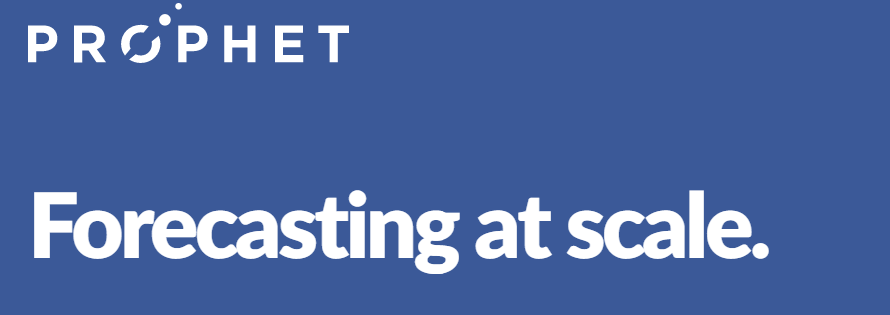 PROPHET
Forecasting at scale.